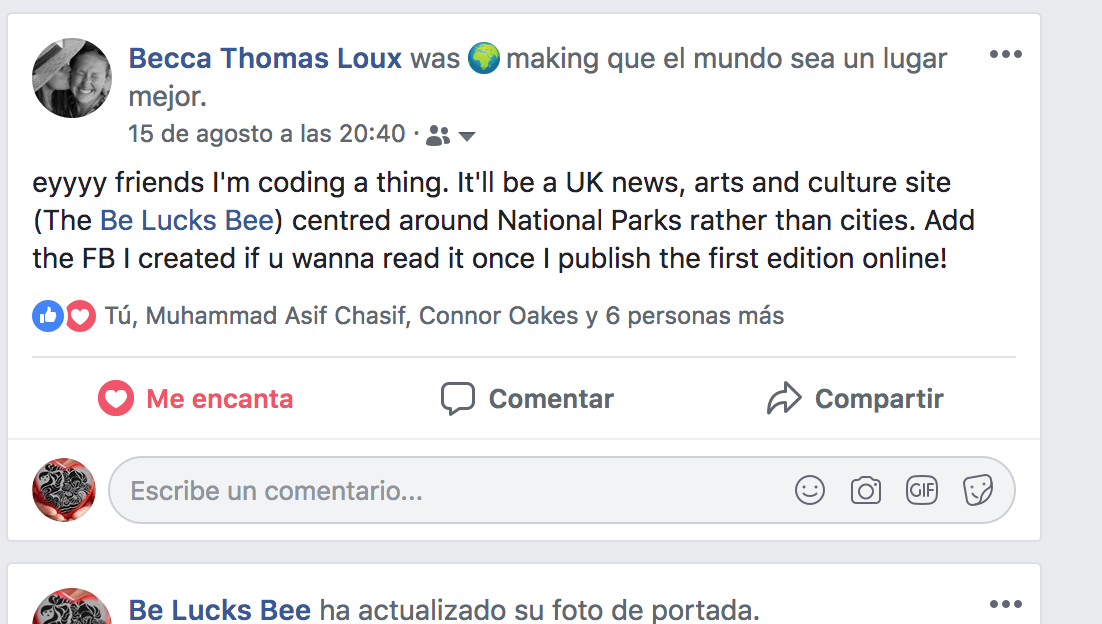 Becca Thomas Loux was 🌍 making que el mundo sea un lugar
mejor.
15 de agosto a las 20:40 ·
eyyyy friends I'm coding a thing. It'll be a UK news, arts and culture site
(The Be Lucks Bee) centred around National Parks rather than cities. Add
the FB I created if u wanna read it once I publish the first edition online!
Tú, Muhammad Asif Chasif, Connor Oakes y 6 personas más
Me encanta Comentar Compartir
Escribe un comentario... GIF
Be Lucks Bee ha actualizado su foto de portada.